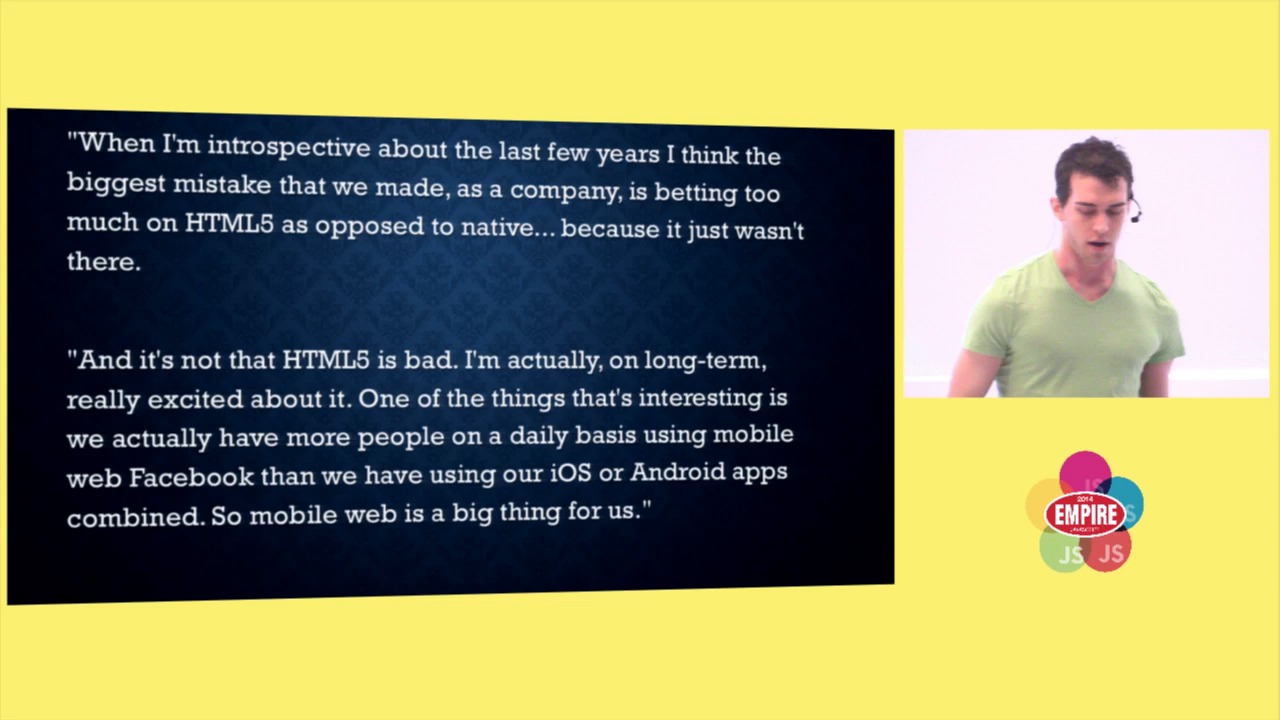 "When I'm introspective about the last few years I think the
biggest mistake that we made, as a company, is betting too
much on HTML5 as opposed to native... because it just wasn't
there.
"And it's not that HTML5 is bad. I'm actually, on long-term,
really excited about it. One of the things that's interesting is
we actually have more people on a daily basis using mobile
web Facebook than we have using our iOS or Android apps
combined. So mobile web is a big thing for us."
JS
2014
EMPIRE
JS
JS